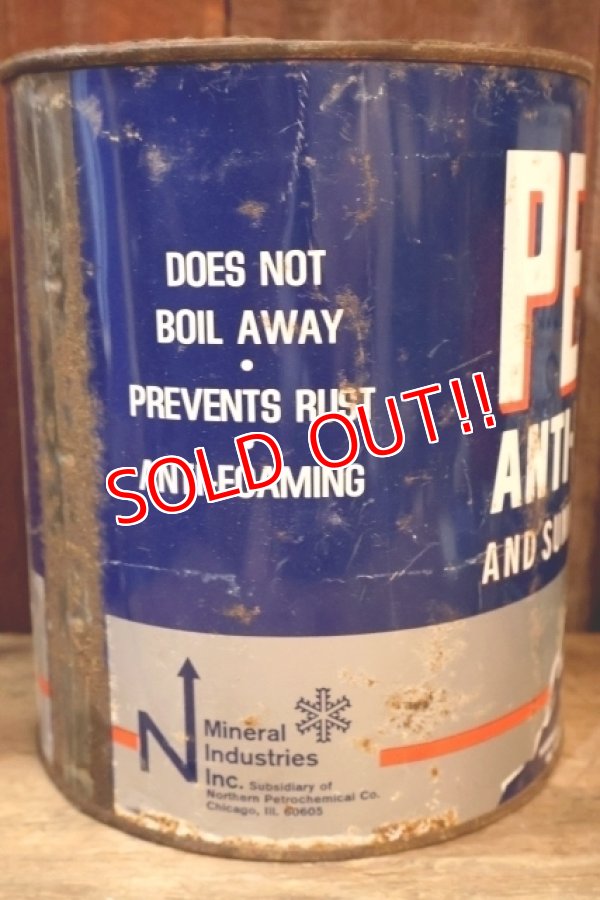 DOES NOT
BOIL AWAY
•
PREVENTS RUST
ANTI-FOAMING
SOLD OUT!!
PE
ANTI-
AND SUM
N
Mineral
Industries
Inc. Subsidiary of
Northern Petrochemical Co.
Chicago, Ill. 60605